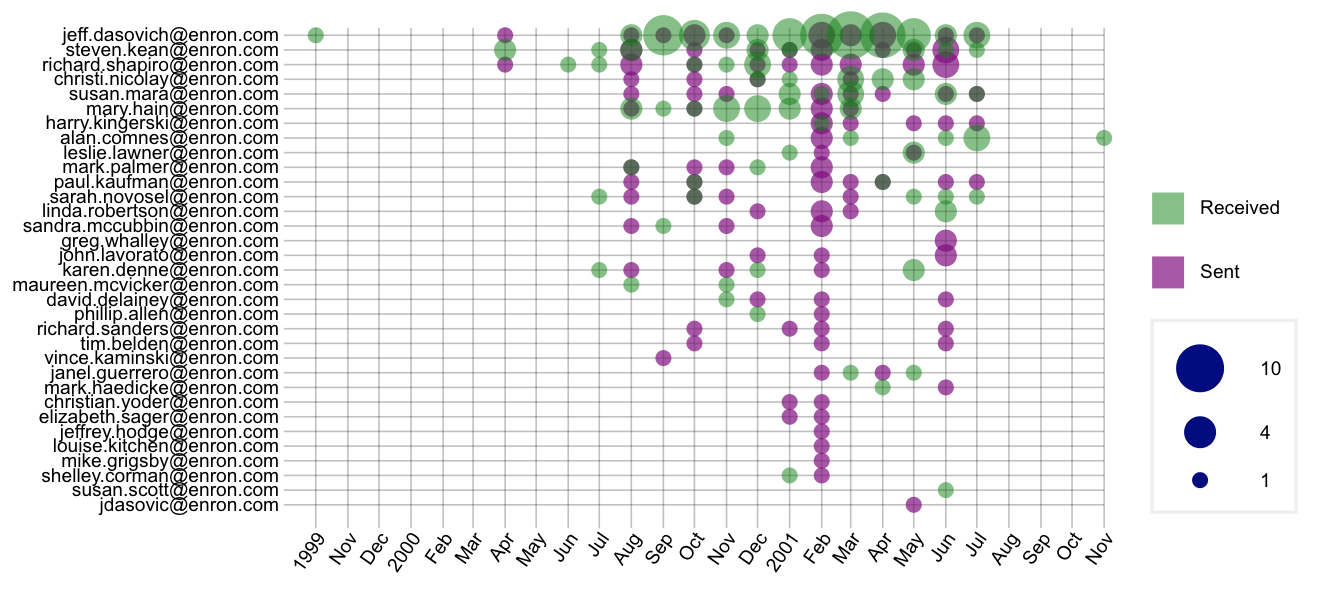 jeff.dasovich@enron.com
steven.kean@enron.com
richard.shapiro@enron.com
christi.nicolay@enron.com
susan.mara@enron.com
mary.hain@enron.com
harry.kingerski@enron.com
alan.comnes@enron.com
leslie.lawner@enron.com
mark.palmer@enron.com
paul.kaufman@enron.com
sarah.novosel@enron.com
linda.robertson@enron.com
sandra.mccubbin@enron.com
greg.whalley@enron.com
john.lavorato@enron.com
karen.denne@enron.com
maureen.mcvicker@enron.com
david.delainey@enron.com
phillip.allen@enron.com
richard.sanders@enron.com
tim.belden@enron.com
vince.kaminski@enron.com
janel.guerrero@enron.com
mark.haedicke@enron.com
christian.yoder@enron.com
elizabeth.sager@enron.com
jeffrey.hodge@enron.com
louise.kitchen@enron.com
mike.grigsby@enron.com
shelley.corman@enron.com
susan.scott@enron.com
jdasovic@enron.com
1999 Nov Dec 2000 Feb Mar Apr May Jun Jul Aug Sep Oct Nov Dec 2001 Feb Mar Apr May Jun Jul Aug Sep Oct Nov
Received
Sent
10
4
1